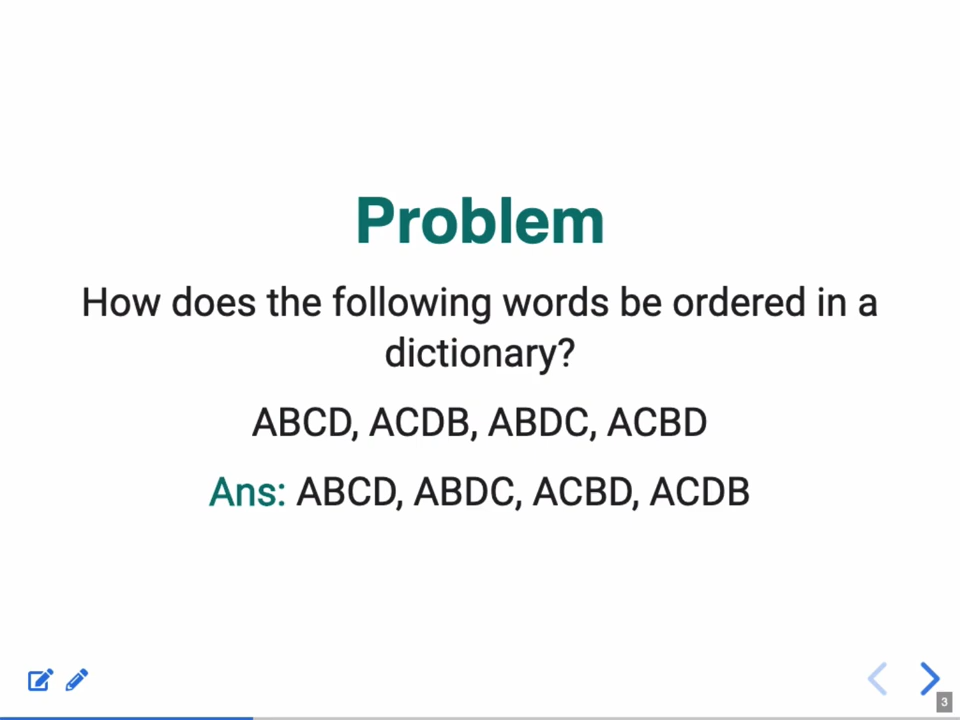 Problem
How does the following words be ordered in a
dictionary?
ABCD, ACDB, ABDC, ACBD
Ans: ABCD, ABDC, ACBD, ACDB
3